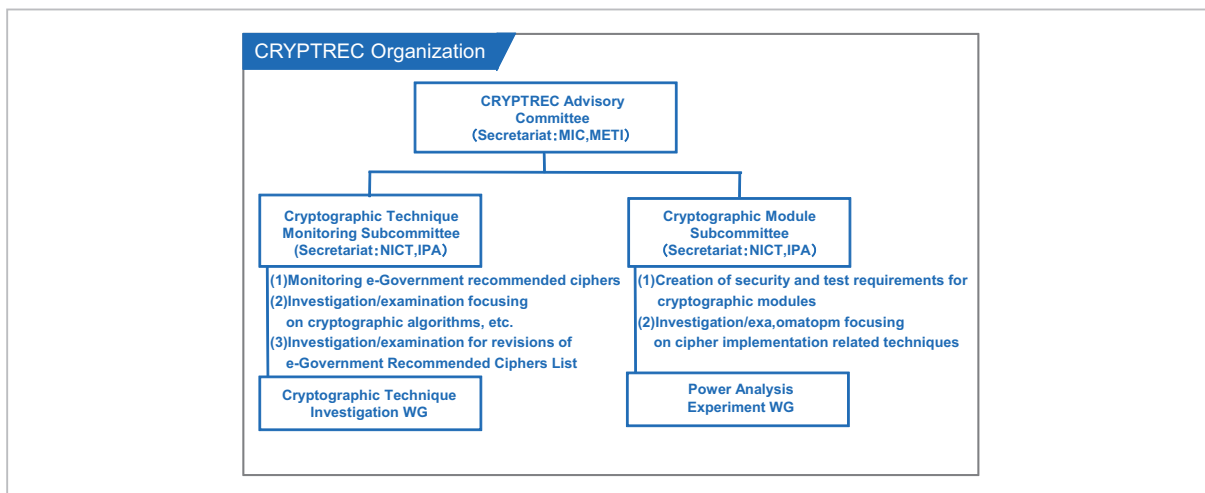 CRYPTREC Organization
CRYPTREC Advisory
Committee
(Secretariat:MIC,METI)
Cryptographic Technique
Monitoring Subcommittee
(Secretariat:NICT,IPA)
(1)Monitoring e-Government recommended ciphers
(2)Investigation/examination focusing
on cryptographic algorithms, etc.
(3)Investigation/examination for revisions of
e-Government Recommended Ciphers List
Cryptographic Technique
Investigation WG
Cryptographic Module
Subcommittee
(Secretariat:NICT,IPA)
(1)Creation of security and test requirements for
cryptographic modules
(2)Investigation/exa,omatopm focusing
on cipher implementation related techniques
Power Analysis
Experiment WG